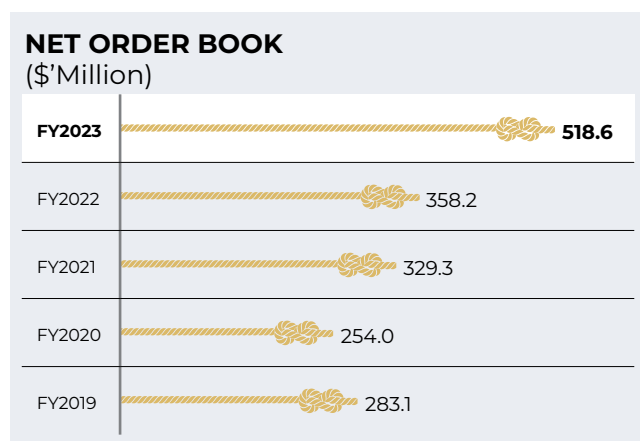 NET ORDER BOOK
($'Million)
FY2023 518.6
FY2022 358.2
FY2021 329.3
FY2020 254.0
FY2019 283.1